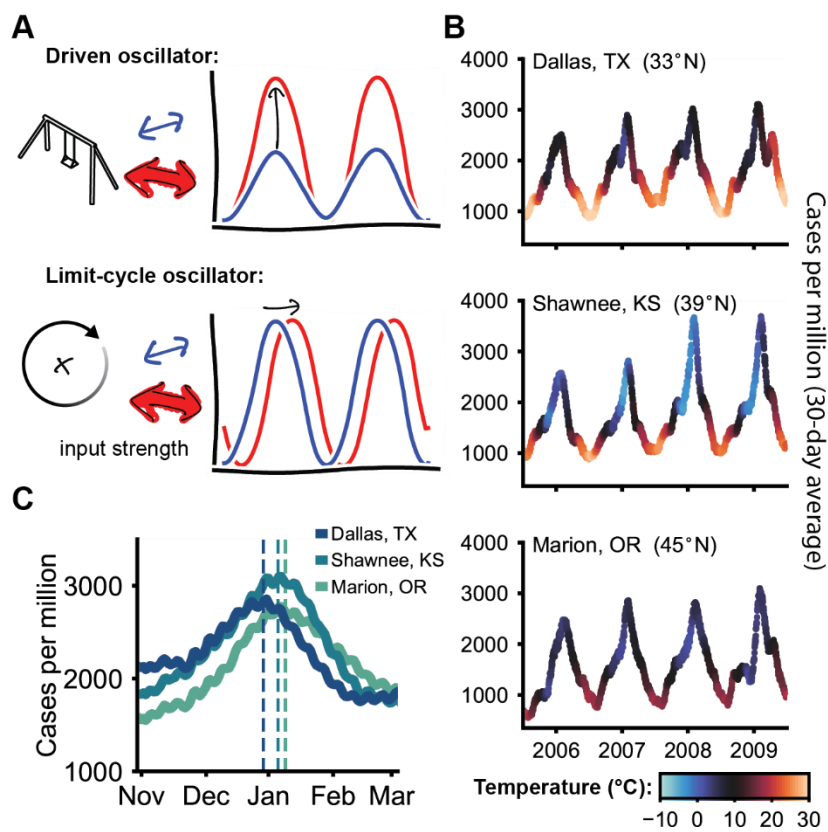 A
Driven oscillator:
Limit-cycle oscillator:
input strength
B
Dallas, TX (33°N)
4000
3000
2000
1000
Shawnee, KS (39°N)
4000
3000
2000
1000
Marion, OR (45°N)
4000
3000
2000
1000
2006 2007 2008 2009
Cases per million (30-day average)
Temperature (°C):
−10 0 10 20 30
C
Dallas, TX
Shawnee, KS
Marion, OR
Cases per million
3000
2000
1000
Nov Dec Jan Feb Mar